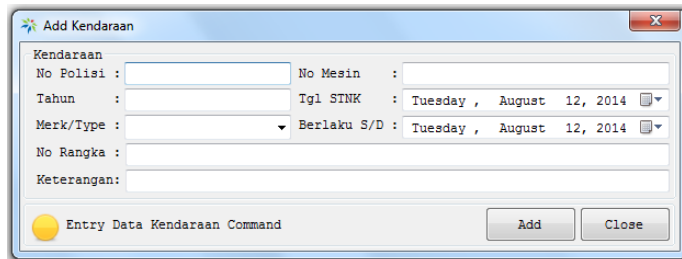 Add Kendaraan
Kendaraan
No Polisi : No Mesin :
Tahun : Tgl STNK : Tuesday , August 12, 2014
Merk/Type : Berlaku S/D : Tuesday , August 12, 2014
No Rangka :
Keterangan:
Entry Data Kendaraan Command Add Close